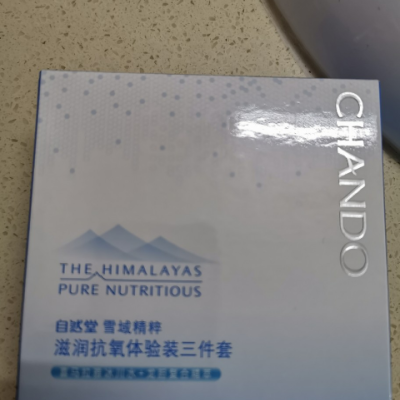 CHANDO
THE HIMALAYAS
PURE NUTRITIOUS
自然堂 雪域精粹
滋润抗氧体验装三件套